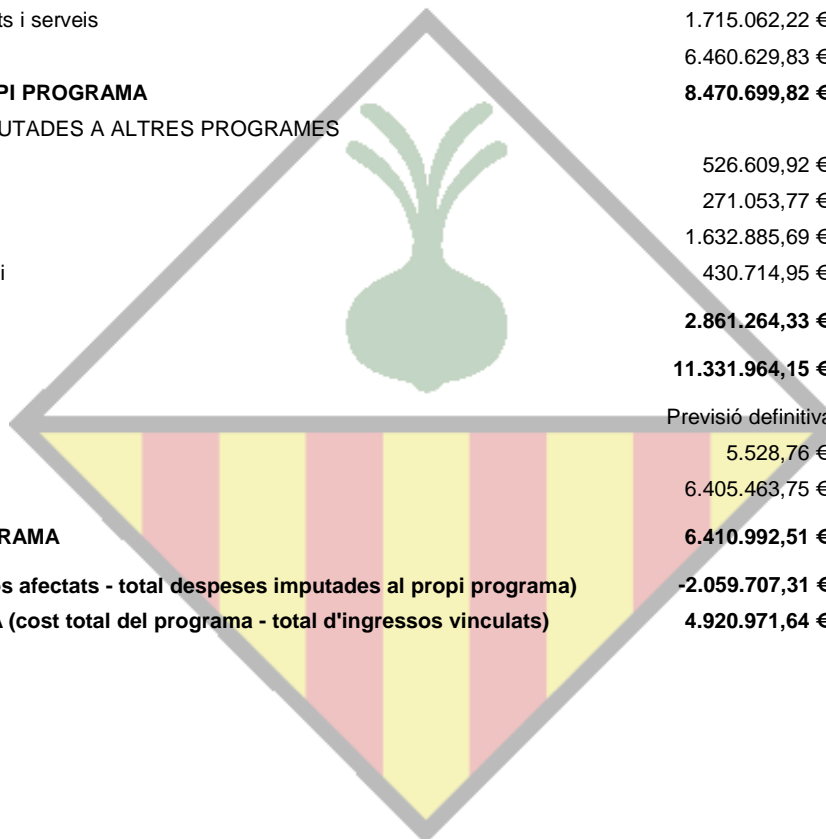 ts i serveis 1.715.062,22 €
6.460.629,83 €
PI PROGRAMA 8.470.699,82 €
UTADES A ALTRES PROGRAMES
526.609,92 €
271.053,77 €
1.632.885,69 €
i 430.714,95 €
2.861.264,33 €
11.331.964,15 €
Previsió definitiva
5.528,76 €
6.405.463,75 €
RAMA 6.410.992,51 €
s afectats - total despeses imputades al propi programa) -2.059.707,31 €
A (cost total del programa - total d'ingressos vinculats) 4.920.971,64 €